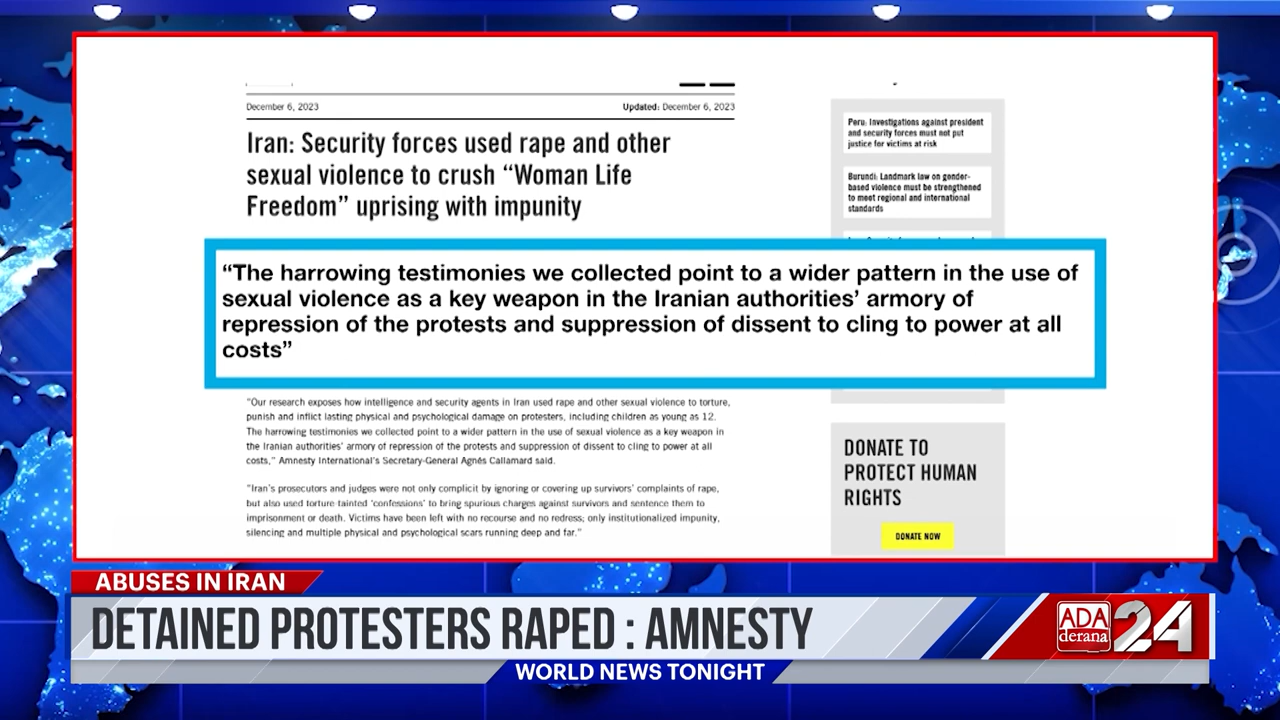 December 6, 2023
Updated: December 6, 2023
Iran: Security forces used rape and other
sexual violence to crush “Woman Life
Freedom” uprising with impunity
“The harrowing testimonies we collected point to a wider pattern in the use of
sexual violence as a key weapon in the Iranian authorities’ armory of
repression of the protests and suppression of dissent to cling to power at all
costs”
“Our research exposes how intelligence and security agents in Iran used rape and other sexual violence to torture,
punish and inflict lasting physical and psychological damage on protesters, including children as young as 12.
The harrowing testimonies we collected point to a wider pattern in the use of sexual violence as a key weapon in
the Iranian authorities’ armory of repression of the protests and suppression of dissent to cling to power at all
costs,” Amnesty International’s Secretary-General Agnès Callamard said.
“Iran’s prosecutors and judges were not only complicit by ignoring or covering up survivors’ complaints of rape,
but also used torture-tainted ‘confessions’ to bring spurious charges against survivors and sentence them to
imprisonment or death. Victims have been left with no recourse and no redress; only institutionalized impunity,
silencing and multiple physical and psychological scars running deep and far.”
Peru: Investigations against president
and security forces must not put
justice for victims at risk
Burundi: Landmark law on gender-
based violence must be strengthened
to meet regional and international
standards
DONATE TO
PROTECT HUMAN
RIGHTS
DONATE NOW
ABUSES IN IRAN
DETAINED PROTESTERS RAPED : AMNESTY
ADA
derana
24
WORLD NEWS TONIGHT